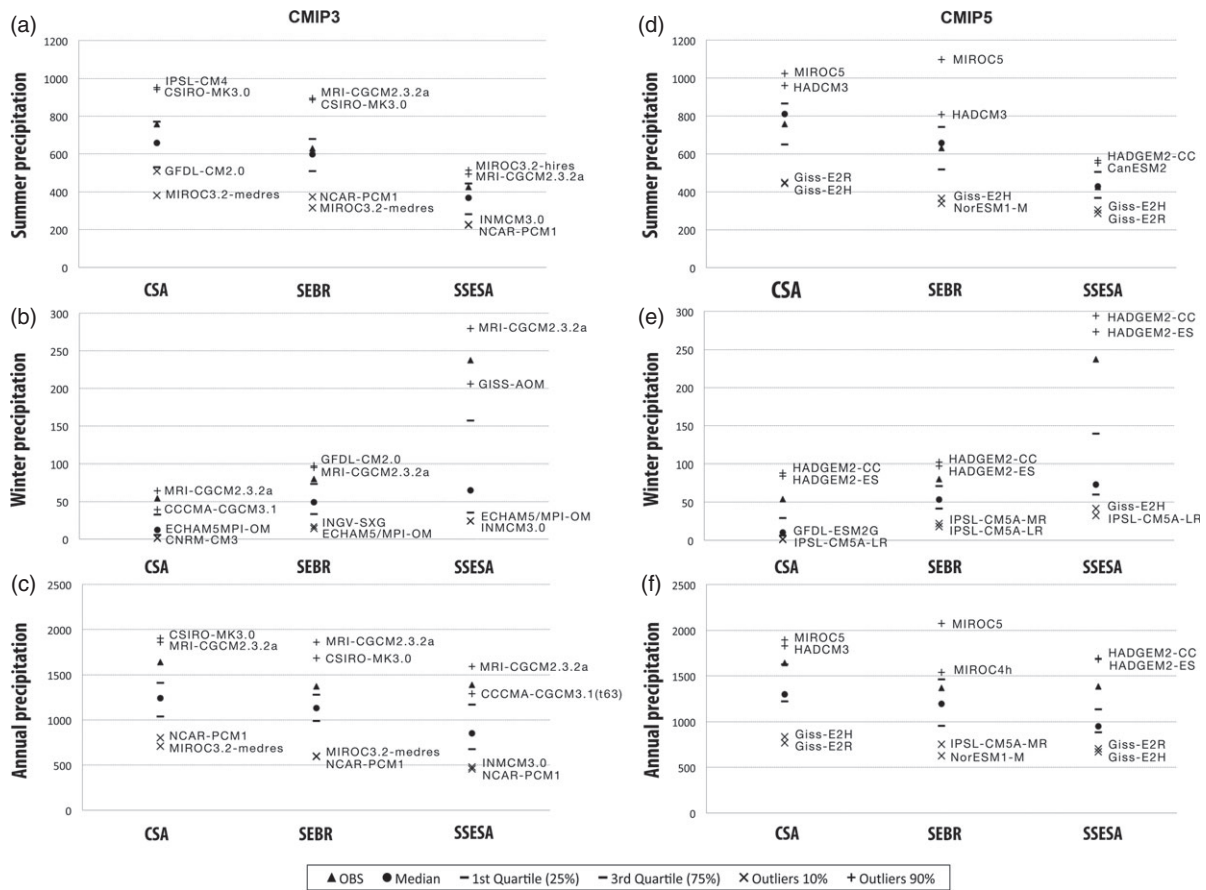 CMIP3
(a)
Summer precipitation
1200
1000
800
600
400
200
0
IPSL-CM4
CSIRO-MK3.0
GFDL-CM2.0
MIROC3.2-medres
MRI-CGCM2.3.2a
CSIRO-MK3.0
NCAR-PCM1
MIROC3.2-medres
MIROC3.2-hires
MRI-CGCM2.3.2a
INMCM3.0
NCAR-PCM1
CSA
SEBR
SSESA
(b)
Winter precipitation
300
250
200
150
100
50
0
MRI-CGCM2.3.2a
CCCMA-CGCM3.1
ECHAM5MPI-OM
CNRM-CM3
GFDL-CM2.0
MRI-CGCM2.3.2a
INGV-SXG
ECHAM5/MPI-OM
MRI-CGCM2.3.2a
GISS-AOM
ECHAM5/MPI-OM
INMCM3.0
CSA
SEBR
SSESA
(c)
Annual precipitation
2500
2000
1500
1000
500
0
CSIRO-MK3.0
MRI-CGCM2.3.2a
NCAR-PCM1
MIROC3.2-medres
MRI-CGCM2.3.2a
CSIRO-MK3.0
MIROC3.2-medres
NCAR-PCM1
MRI-CGCM2.3.2a
CCCMA-CGCM3.1(t63)
INMCM3.0
NCAR-PCM1
CSA
SEBR
SSESA
CMIP5
(d)
Summer precipitation
1200
1000
800
600
400
200
0
MIROC5
HADCM3
Giss-E2R
Giss-E2H
MIROC5
HADCM3
Giss-E2H
NorESM1-M
HADGEM2-CC
CanESM2
Giss-E2H
Giss-E2R
CSA
SEBR
SSESA
(e)
Winter precipitation
300
250
200
150
100
50
0
HADGEM2-CC
HADGEM2-ES
GFDL-ESM2G
IPSL-CM5A-LR
HADGEM2-CC
HADGEM2-ES
IPSL-CM5A-MR
IPSL-CM5A-LR
HADGEM2-CC
HADGEM2-ES
Giss-E2H
IPSL-CM5A-LR
CSA
SEBR
SSESA
(f)
Annual precipitation
2500
2000
1500
1000
500
0
MIROC5
HADCM3
Giss-E2H
Giss-E2R
MIROC5
MIROC4h
IPSL-CM5A-MR
NorESM1-M
HADGEM2-CC
HADGEM2-ES
Giss-E2R
Giss-E2H
CSA
SEBR
SSESA
OBS Median 1st Quartile (25%) 3rd Quartile (75%) Outliers 10% Outliers 90%